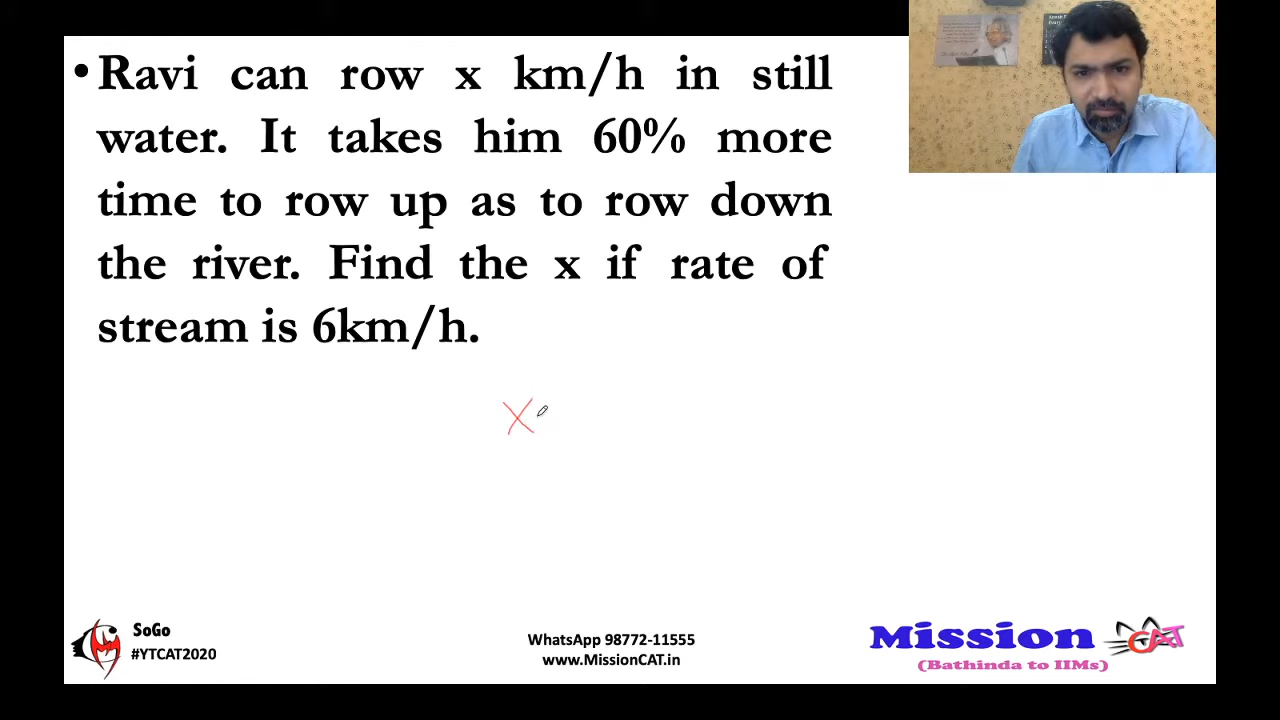 • Ravi can row x km/h in still
water. It takes him 60% more
time to row up as to row down
the river. Find the x if rate of
stream is 6km/h.
X
SoGo
#YTCAT2020
WhatsApp 98772-11555
www.MissionCAT.in
Mission CAT
(Bathinda to IIMs)